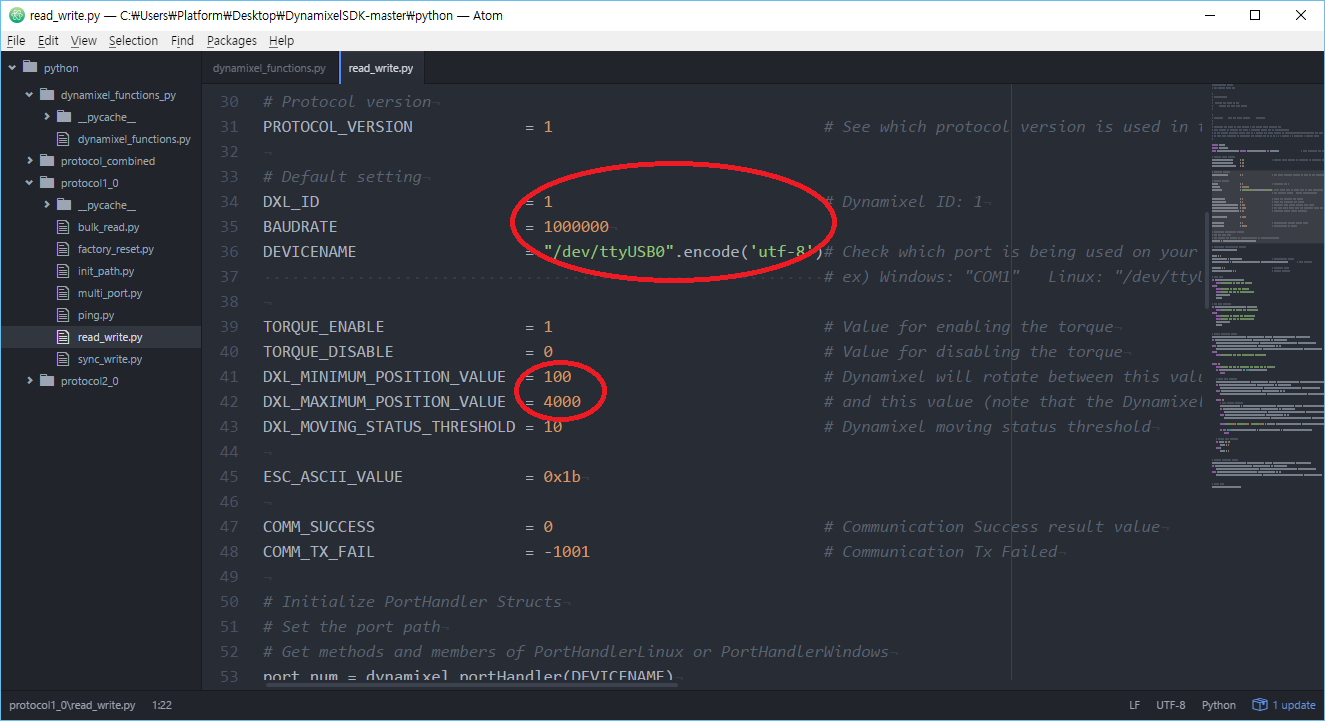 read_write.py — C:₩Users₩Platform₩Desktop₩DynamixelSDK-master₩python — Atom
File Edit View Selection Find Packages Help
python
dynamixel_functions_py
__pycache__
dynamixel_functions.py
protocol_combined
protocol1_0
__pycache__
bulk_read.py
factory_reset.py
init_path.py
multi_port.py
ping.py
read_write.py
sync_write.py
protocol2_0
dynamixel_functions.py read_write.py
30 # Protocol version
31 PROTOCOL_VERSION = 1 # See which protocol version is used in
32
33 # Default setting
34 DXL_ID = 1 # Dynamixel ID: 1
35 BAUDRATE = 1000000
36 DEVICENAME = "/dev/ttyUSB0".encode('utf-8')# Check which port is being used on your
37 # ex) Windows: "COM1" Linux: "/dev/ttyU
38
39 TORQUE_ENABLE = 1 # Value for enabling the torque
40 TORQUE_DISABLE = 0 # Value for disabling the torque
41 DXL_MINIMUM_POSITION_VALUE = 100 # Dynamixel will rotate between this valu
42 DXL_MAXIMUM_POSITION_VALUE = 4000 # and this value (note that the Dynamixel
43 DXL_MOVING_STATUS_THRESHOLD = 10 # Dynamixel moving status threshold
44
45 ESC_ASCII_VALUE = 0x1b
46
47 COMM_SUCCESS = 0 # Communication Success result value
48 COMM_TX_FAIL = -1001 # Communication Tx Failed
49
50 # Initialize PortHandler Structs
51 # Set the port path
52 # Get methods and members of PortHandlerLinux or PortHandlerWindows
53 port_num = dynamixel.portHandler(DEVICENAME)
protocol1_0\read_write.py 1:22 LF UTF-8 Python 1 update